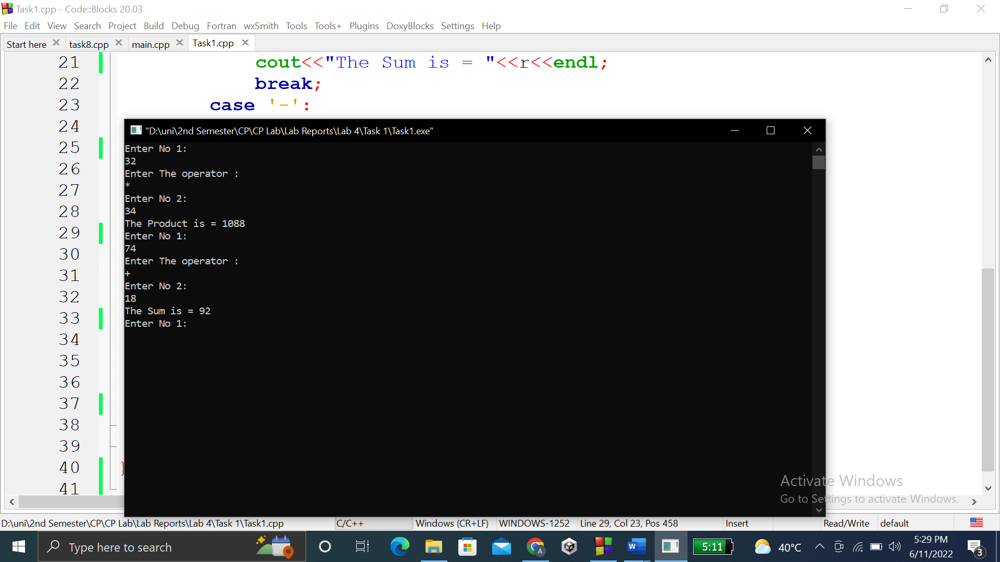 Task1.cpp - Code::Blocks 20.03
File Edit View Search Project Build Debug Fortran wxSmith Tools Tools+ Plugins DoxyBlocks Settings Help
Start here task8.cpp main.cpp Task1.cpp
21 cout<<"The Sum is = "<<r<<endl;
22 break;
23 case '-':
24
25
26
27
28
29
30
31
32
33
34
35
36
37
38
39
40 }
41
"D:\uni\2nd Semester\CP\CP Lab\Lab Reports\Lab 4\Task 1\Task1.exe"
Enter No 1:
32
Enter The operator :
*
Enter No 2:
34
The Product is = 1088
Enter No 1:
74
Enter The operator :
+
Enter No 2:
18
The Sum is = 92
Enter No 1:
Activate Windows
Go to Settings to activate Windows.
D:\uni\2nd Semester\CP\CP Lab\Lab Reports\Lab 4\Task 1\Task1.cpp C/C++ Windows (CR+LF) WINDOWS-1252 Line 29, Col 23, Pos 458 Insert Read/Write default
Type here to search
A
W
5:11
40°C
5:29 PM
6/11/2022
3